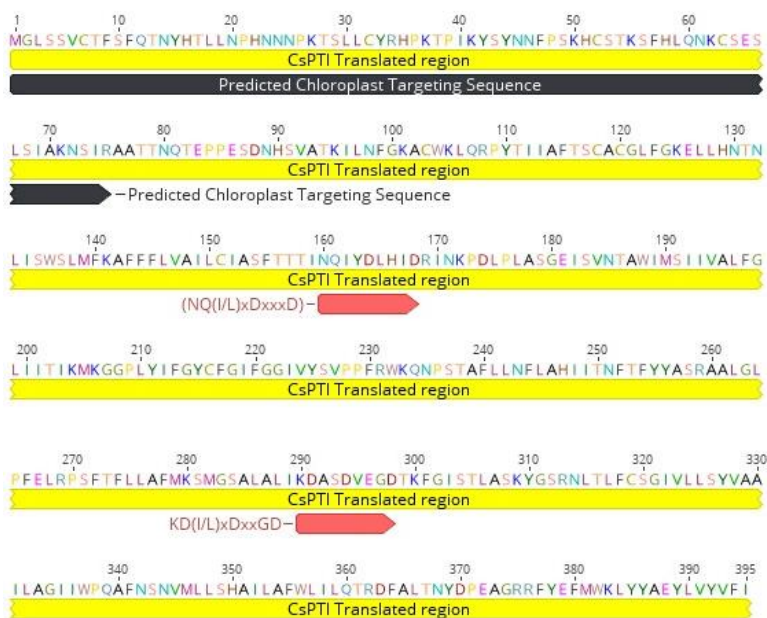 1 10 20 30 40 50 60
MGLSSVCTFSFQTNYHTLLNPHNNNPKTSLLCYRHPKTPIKYSYNNFPSKHCSTKSFHLQNKCSES
CsPTI Translated region
Predicted Chloroplast Targeting Sequence
70 80 90 100 110 120 130
LSIAKNSIRAATTNQTEPPESDNHSVATKILNFGKACWKLQRPYTIIAFTSCACGLFGKELLHNTN
CsPTI Translated region
Predicted Chloroplast Targeting Sequence
140 150 160 170 180 190
LISWSLMFKAFFFLVAILCIASFTTTINQIYDLHIDRINKPDLPLASGEISVNTAWIMSIIVALFG
CsPTI Translated region
(NQ(I/L)xDxxxD)
200 210 220 230 240 250 260
LIITIKMKGGPLYIFGYCFGIFGGIVYSVPPFRWKQNPSTAFLLNFLAHIITNFTFYYASRAALGL
CsPTI Translated region
270 280 290 300 310 320 330
PFELRPSFTFLLAFMKSMGSALALIKDASDVEGDTKFGISTLASKYGSRNLTLFCSGIVLLSYVAA
CsPTI Translated region
KD(I/L)xDxxGD
340 350 360 370 380 390 395
ILAGIIWPQAFNSNVMLLSHAILAFWLILQTRDFALTNYDPEAGRRFYEFMWKLYYAEYLVYVFI
CsPTI Translated region